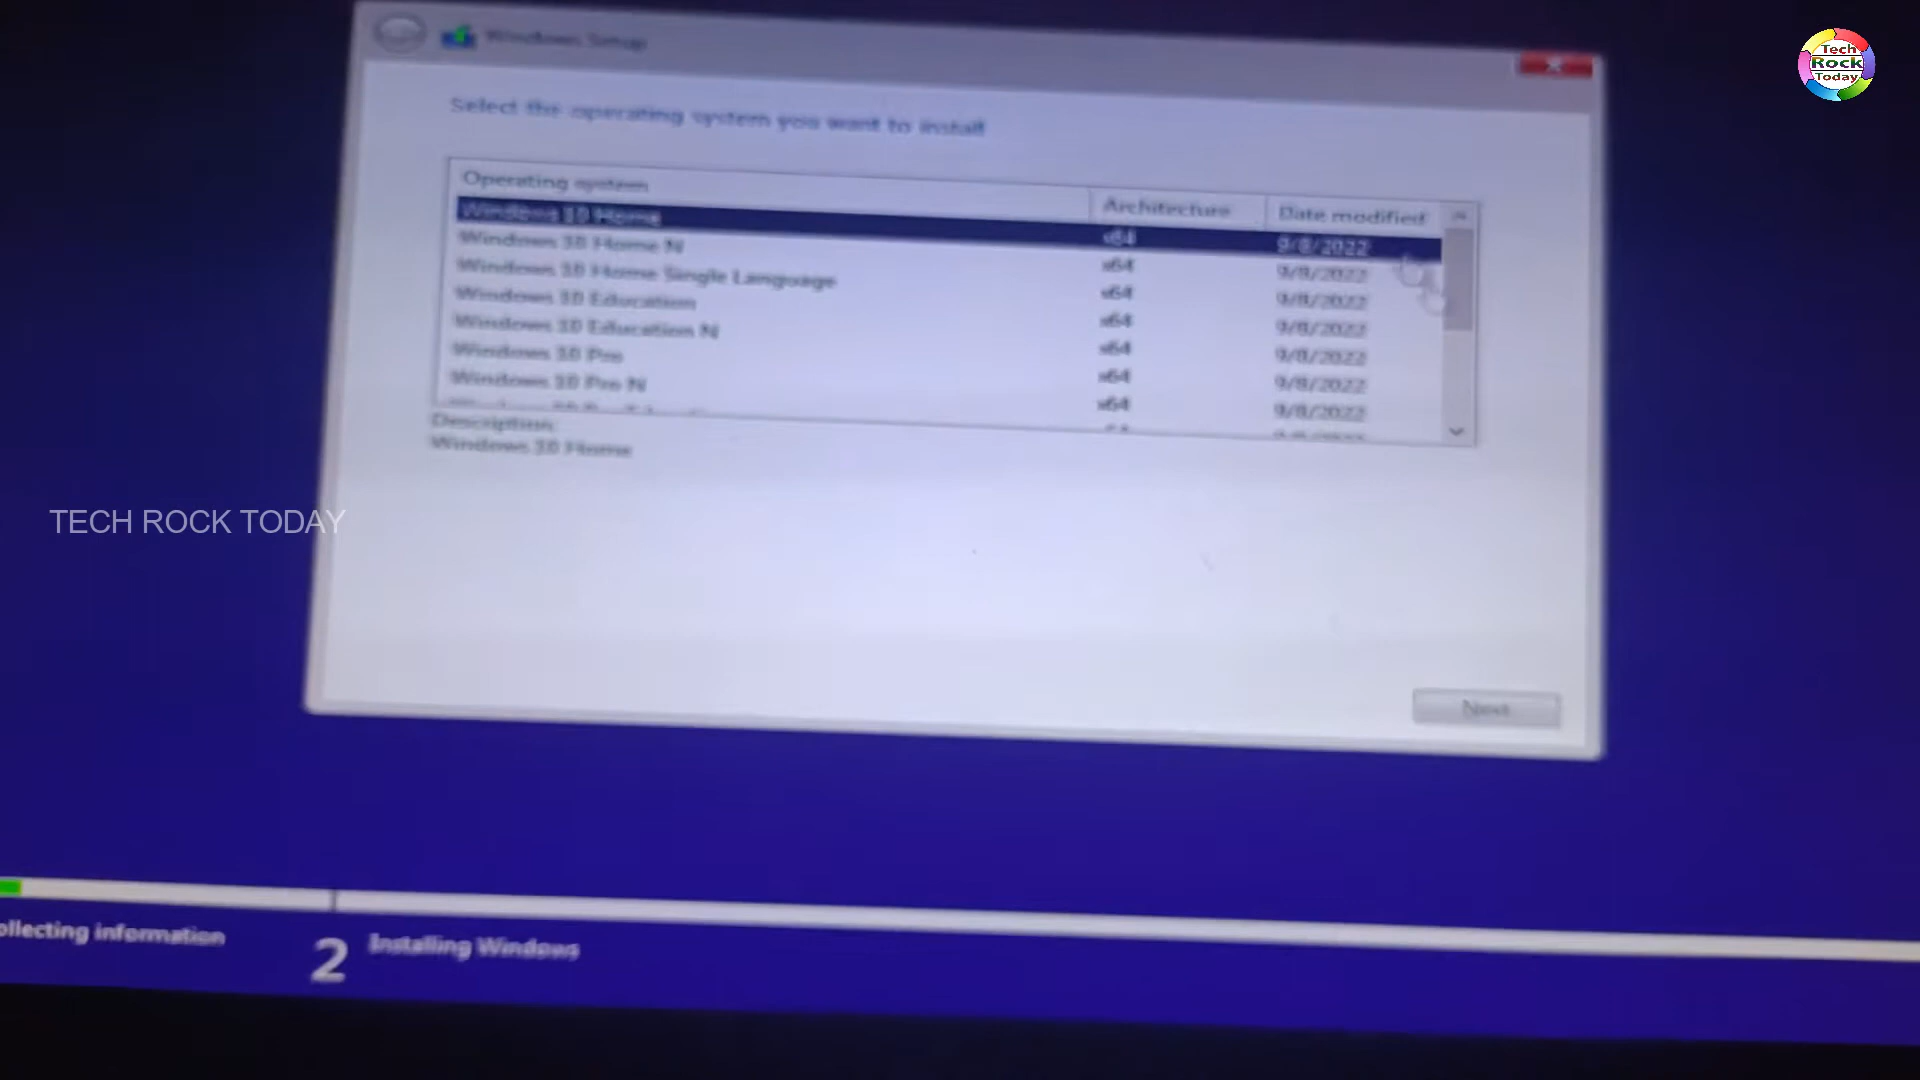 Windows Setup
Tech
Rock
Today
Select the operating system you want to install
Operating system Architecture Date modified
Windows 10 Home x64 9/8/2022
Windows 10 Home N x64 9/8/2022
Windows 10 Home Single Language x64 9/8/2022
Windows 10 Education x64 9/8/2022
Windows 10 Education N x64 9/8/2022
Windows 10 Pro x64 9/8/2022
Windows 10 Pro N x64 9/8/2022
Description:
Windows 10 Home
TECH ROCK TODAY
Next
ollecting information
2 Installing Windows